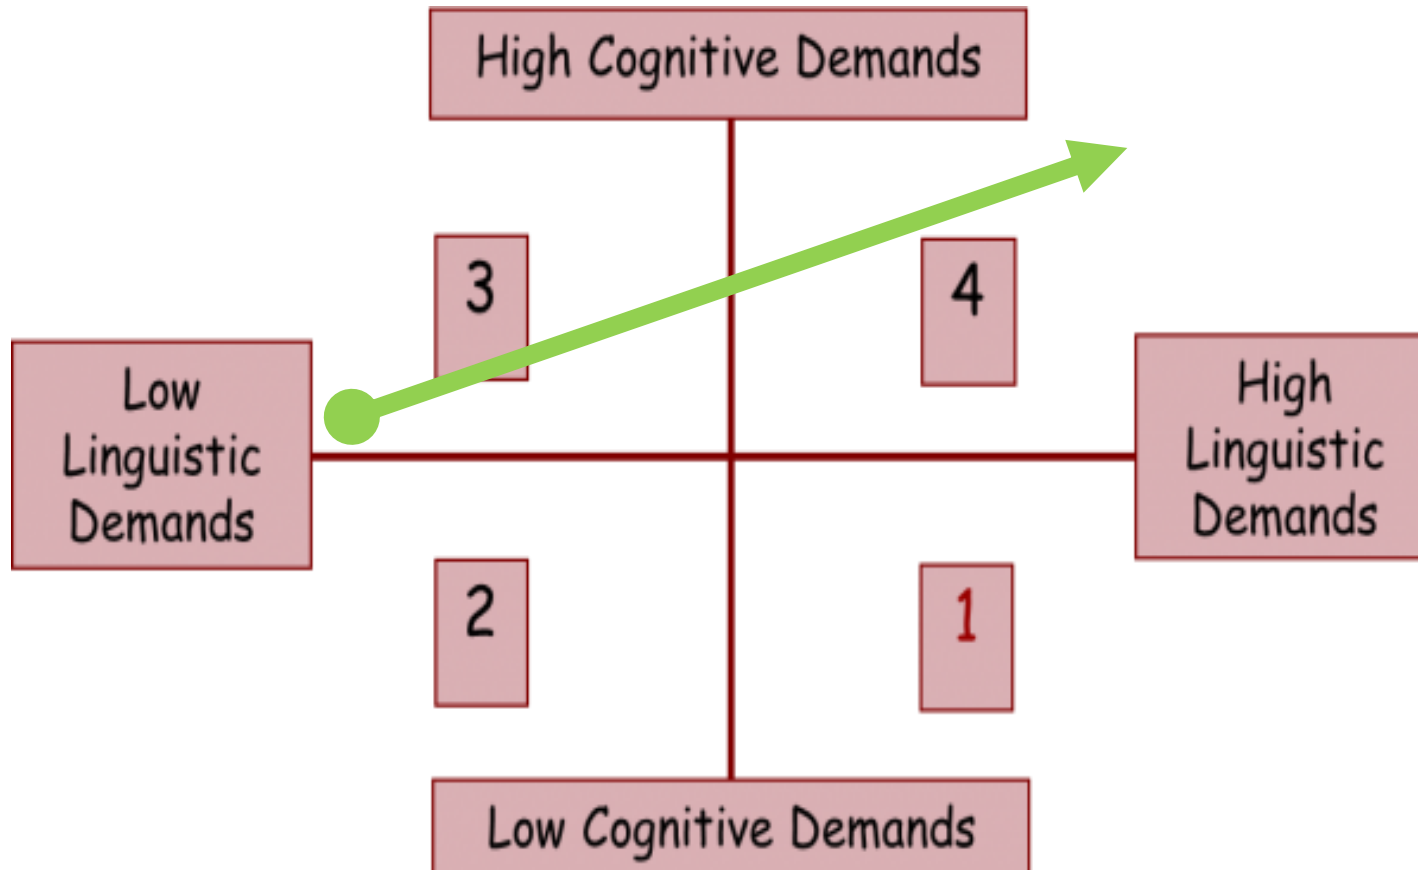 High Cognitive Demands
3
4
Low
Linguistic
Demands
High
Linguistic
Demands
2
1
Low Cognitive Demands